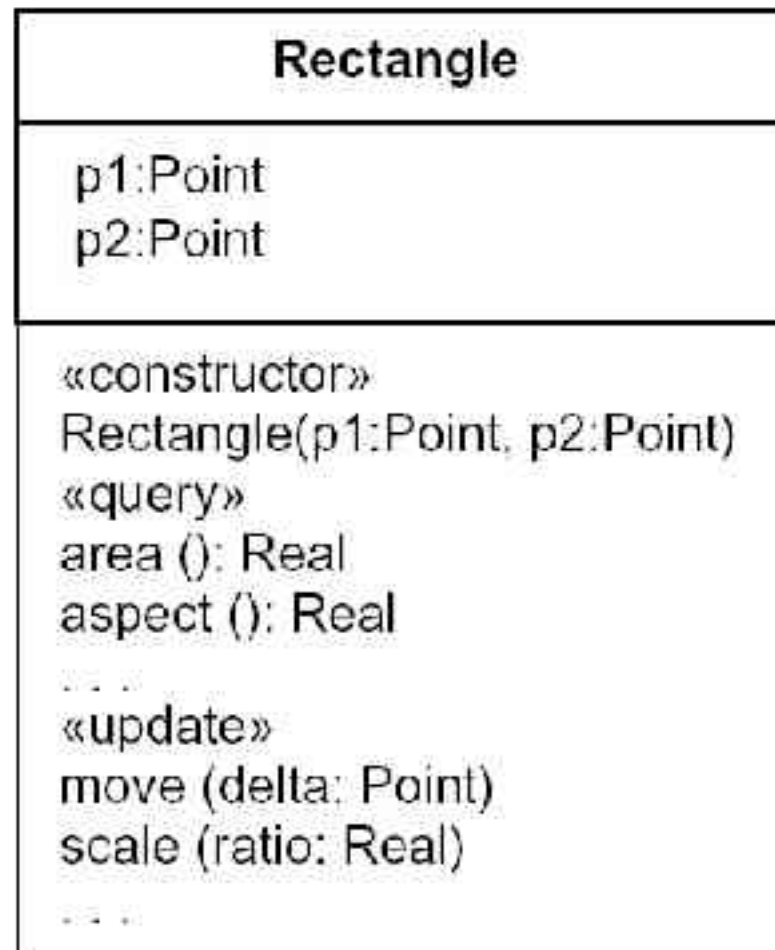 Rectangle
p1:Point
p2:Point
«constructor»
Rectangle(p1:Point, p2:Point)
«query»
area (): Real
aspect (): Real
. . .
«update»
move (delta: Point)
scale (ratio: Real)
. . .